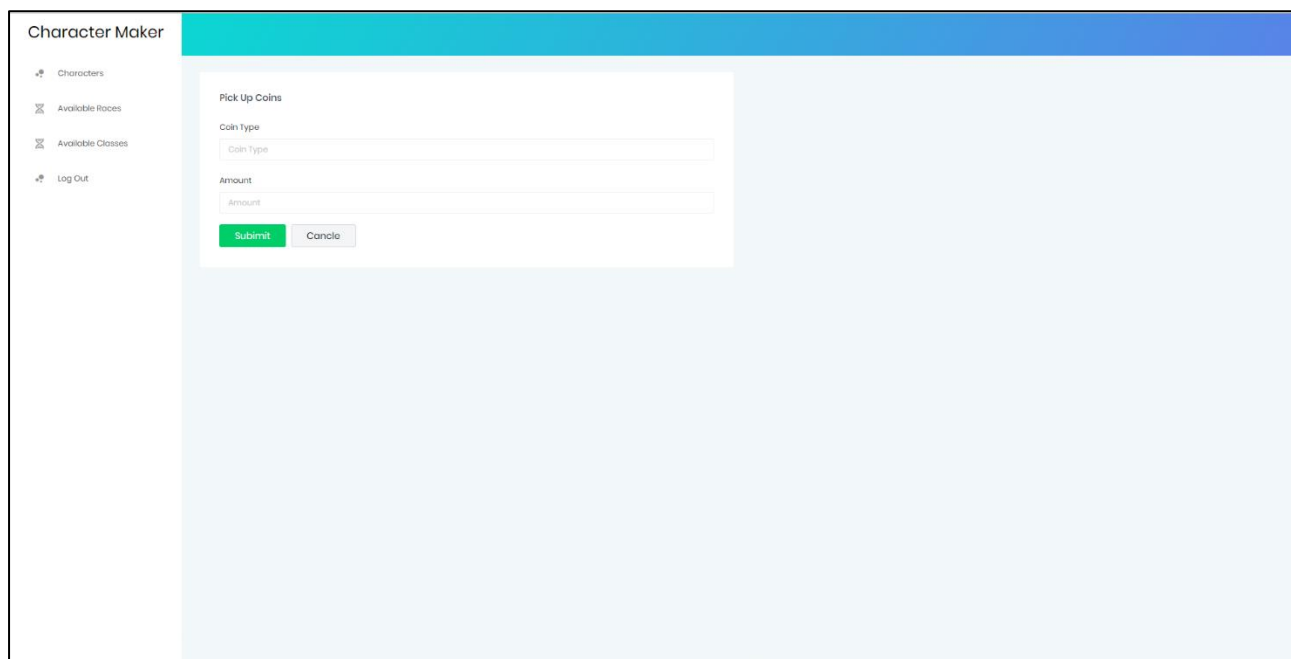 Character Maker
Characters
Available Races
Available Classes
Log Out
Pick Up Coins
Coin Type
Coin Type
Amount
Amount
Subimit
Cancle